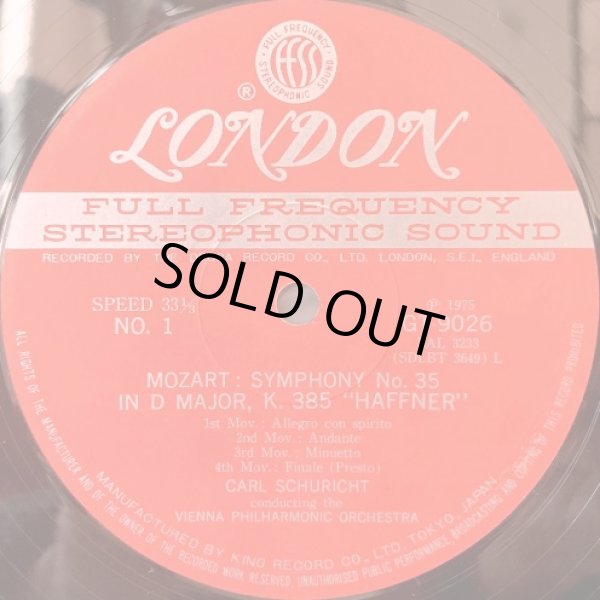 FULL FREQUENCY
STEREOPHONIC SOUND
ffss
® LONDON
FULL FREQUENCY
STEREOPHONIC SOUND
RECORDED BY RECORD CO., LTD. LONDON, S.E.I., ENGLAND
SOLD OUT
SPEED 33⅓
NO. 1
℗ 1975
9026
3233
3649) L
MOZART: SYMPHONY No. 35
IN D MAJOR, K. 385 "HAFFNER"
1st Mov.: Allegro con spirito
2nd Mov.: Andante
3rd Mov.: Minuetto
4th Mov.: Finale (Presto)
CARL SCHURICHT
conducting the
VIENNA PHILHARMONIC ORCHESTRA
MANUFACTURED BY KING RECORD CO., LTD. TOKYO, JAPAN
ALL RIGHTS OF THE MANUFACTURER AND OF THE OWNER OF THE RECORDED WORK RESERVED UNAUTHORISED PUBLIC PERFORMANCE, BROADCASTING AND COPYING OF THIS RECORD PROHIBITED